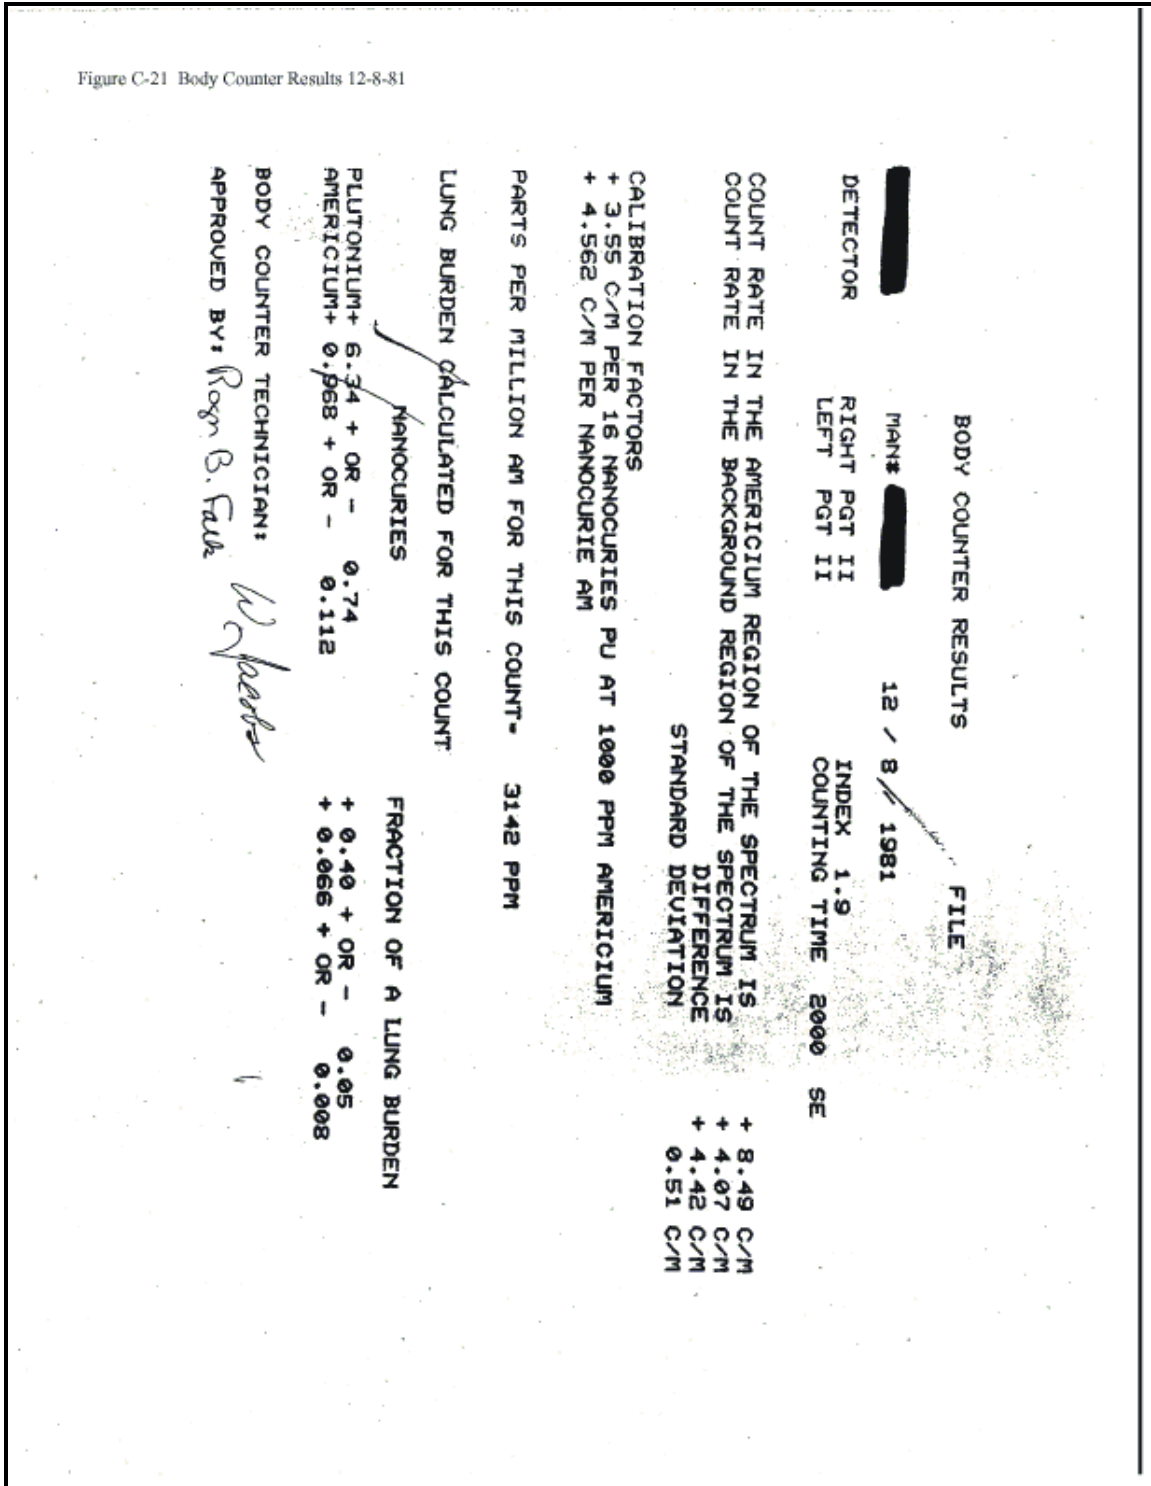 Figure C-21 Body Counter Results 12-8-81
BODY COUNTER RESULTS FILE
MAN# 12 / 8 / 1981
DETECTOR RIGHT PGT II INDEX 1.9
LEFT PGT II COUNTING TIME 2000 SE
COUNT RATE IN THE AMERICIUM REGION OF THE SPECTRUM IS + 8.49 C/M
COUNT RATE IN THE BACKGROUND REGION OF THE SPECTRUM IS + 4.07 C/M
DIFFERENCE + 4.42 C/M
STANDARD DEVIATION 0.51 C/M
CALIBRATION FACTORS
+ 3.55 C/M PER 16 NANOCURIES PU AT 1000 PPM AMERICIUM
+ 4.562 C/M PER NANOCURIE AM
PARTS PER MILLION AM FOR THIS COUNT= 3142 PPM
LUNG BURDEN CALCULATED FOR THIS COUNT
NANOCURIES FRACTION OF A LUNG BURDEN
PLUTONIUM+ 6.34 + OR - 0.74 + 0.40 + OR - 0.05
AMERICIUM+ 0.968 + OR - 0.112 + 0.066 + OR - 0.008
BODY COUNTER TECHNICIAN: W Jacobs
APPROVED BY: Roger B. Falk